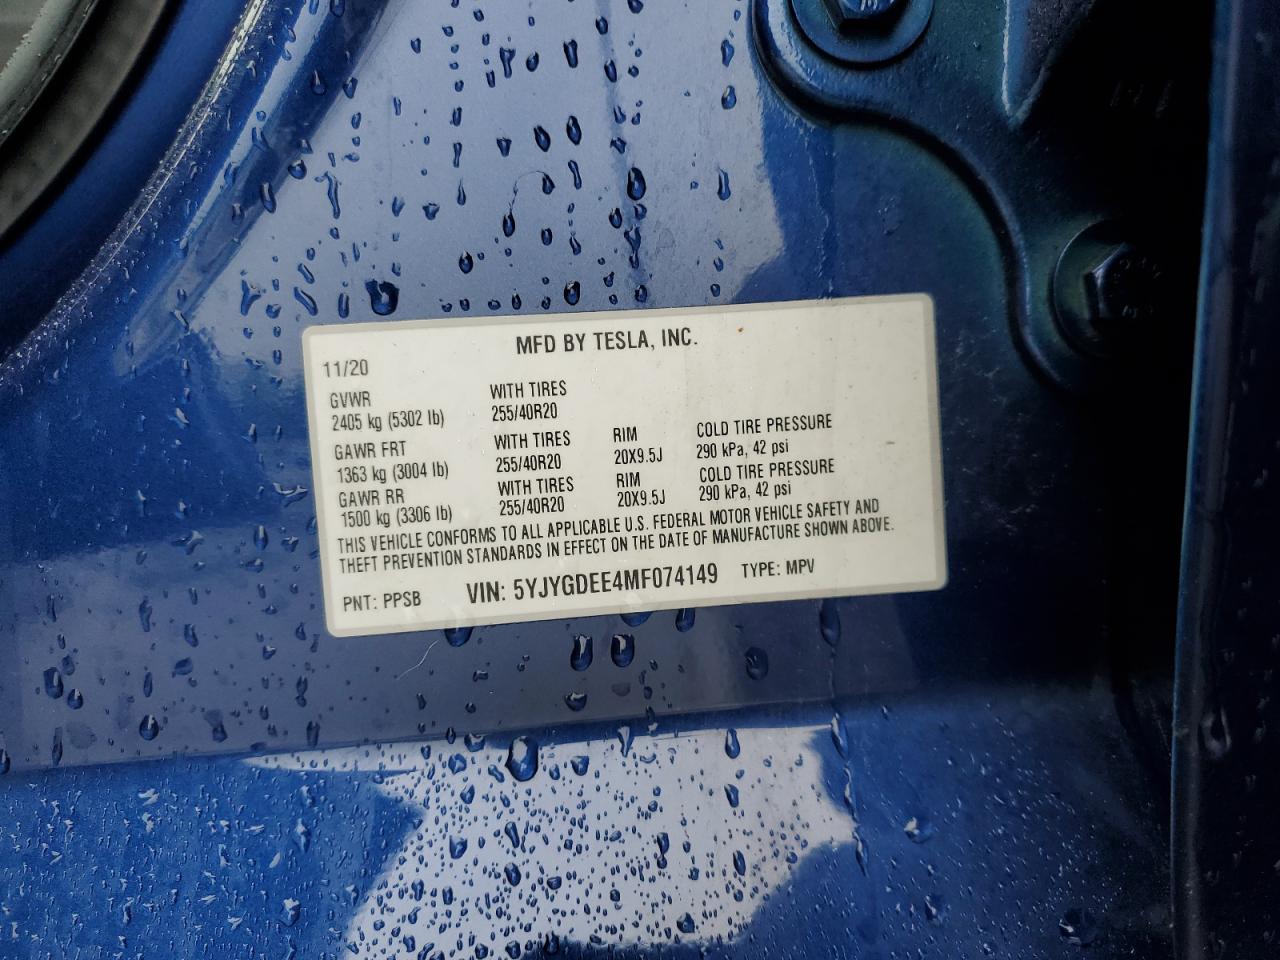 MFD BY TESLA, INC.
11/20
GVWR WITH TIRES
2405 kg (5302 lb) 255/40R20
GAWR FRT WITH TIRES RIM COLD TIRE PRESSURE
1363 kg (3004 lb) 255/40R20 20X9.5J 290 kPa, 42 psi
GAWR RR WITH TIRES RIM COLD TIRE PRESSURE
1500 kg (3306 lb) 255/40R20 20X9.5J 290 kPa, 42 psi
THIS VEHICLE CONFORMS TO ALL APPLICABLE U.S. FEDERAL MOTOR VEHICLE SAFETY AND
THEFT PREVENTION STANDARDS IN EFFECT ON THE DATE OF MANUFACTURE SHOWN ABOVE.
PNT: PPSB VIN: 5YJYGDEE4MF074149 TYPE: MPV